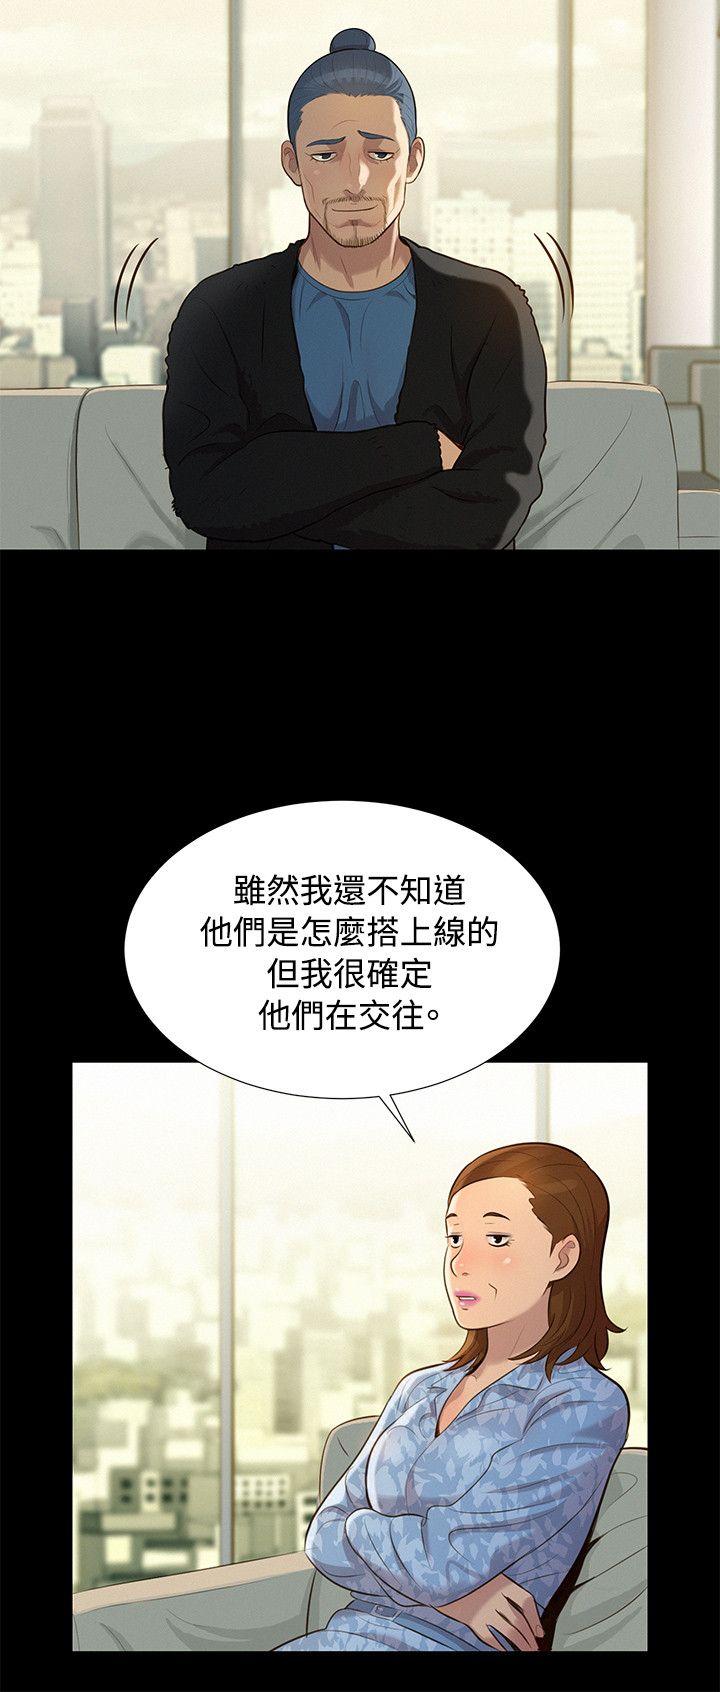 雖然我還不知道
他們是怎麼搭上線的
但我很確定
他們在交往。